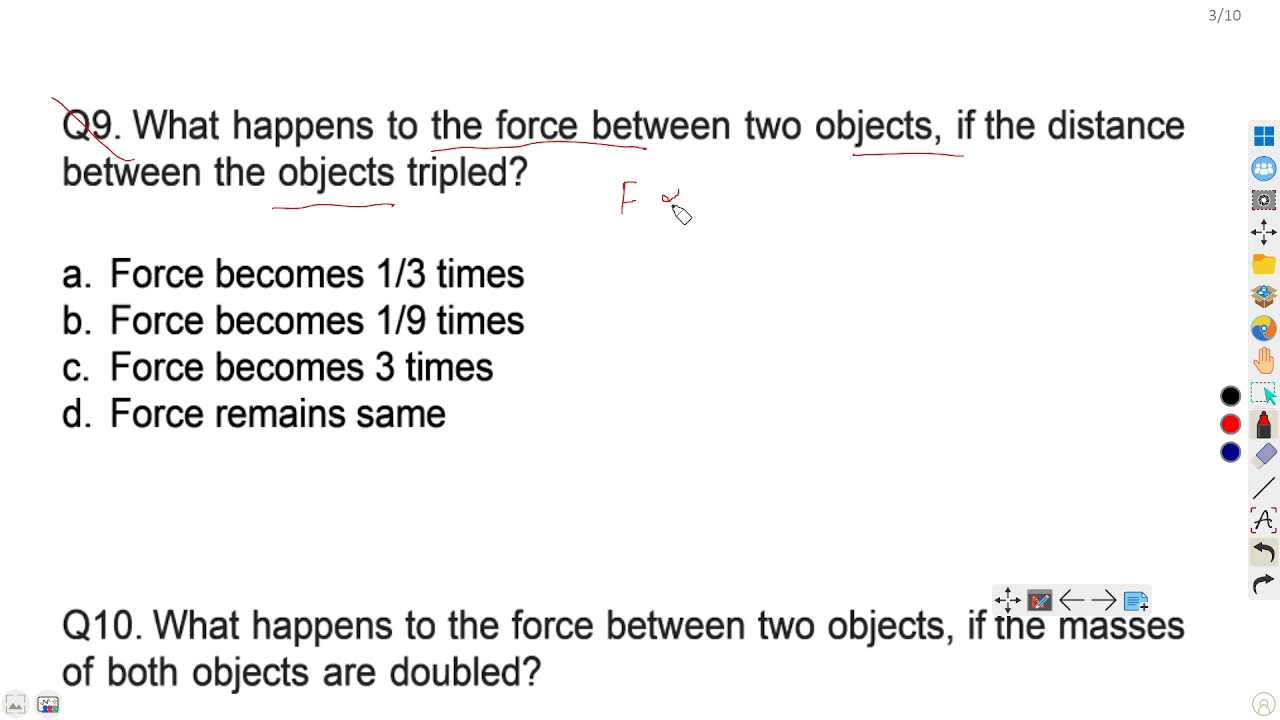 3/10
Q9. What happens to the force between two objects, if the distance
between the objects tripled?
F ∝
a. Force becomes 1/3 times
b. Force becomes 1/9 times
c. Force becomes 3 times
d. Force remains same
Q10. What happens to the force between two objects, if the masses
of both objects are doubled?